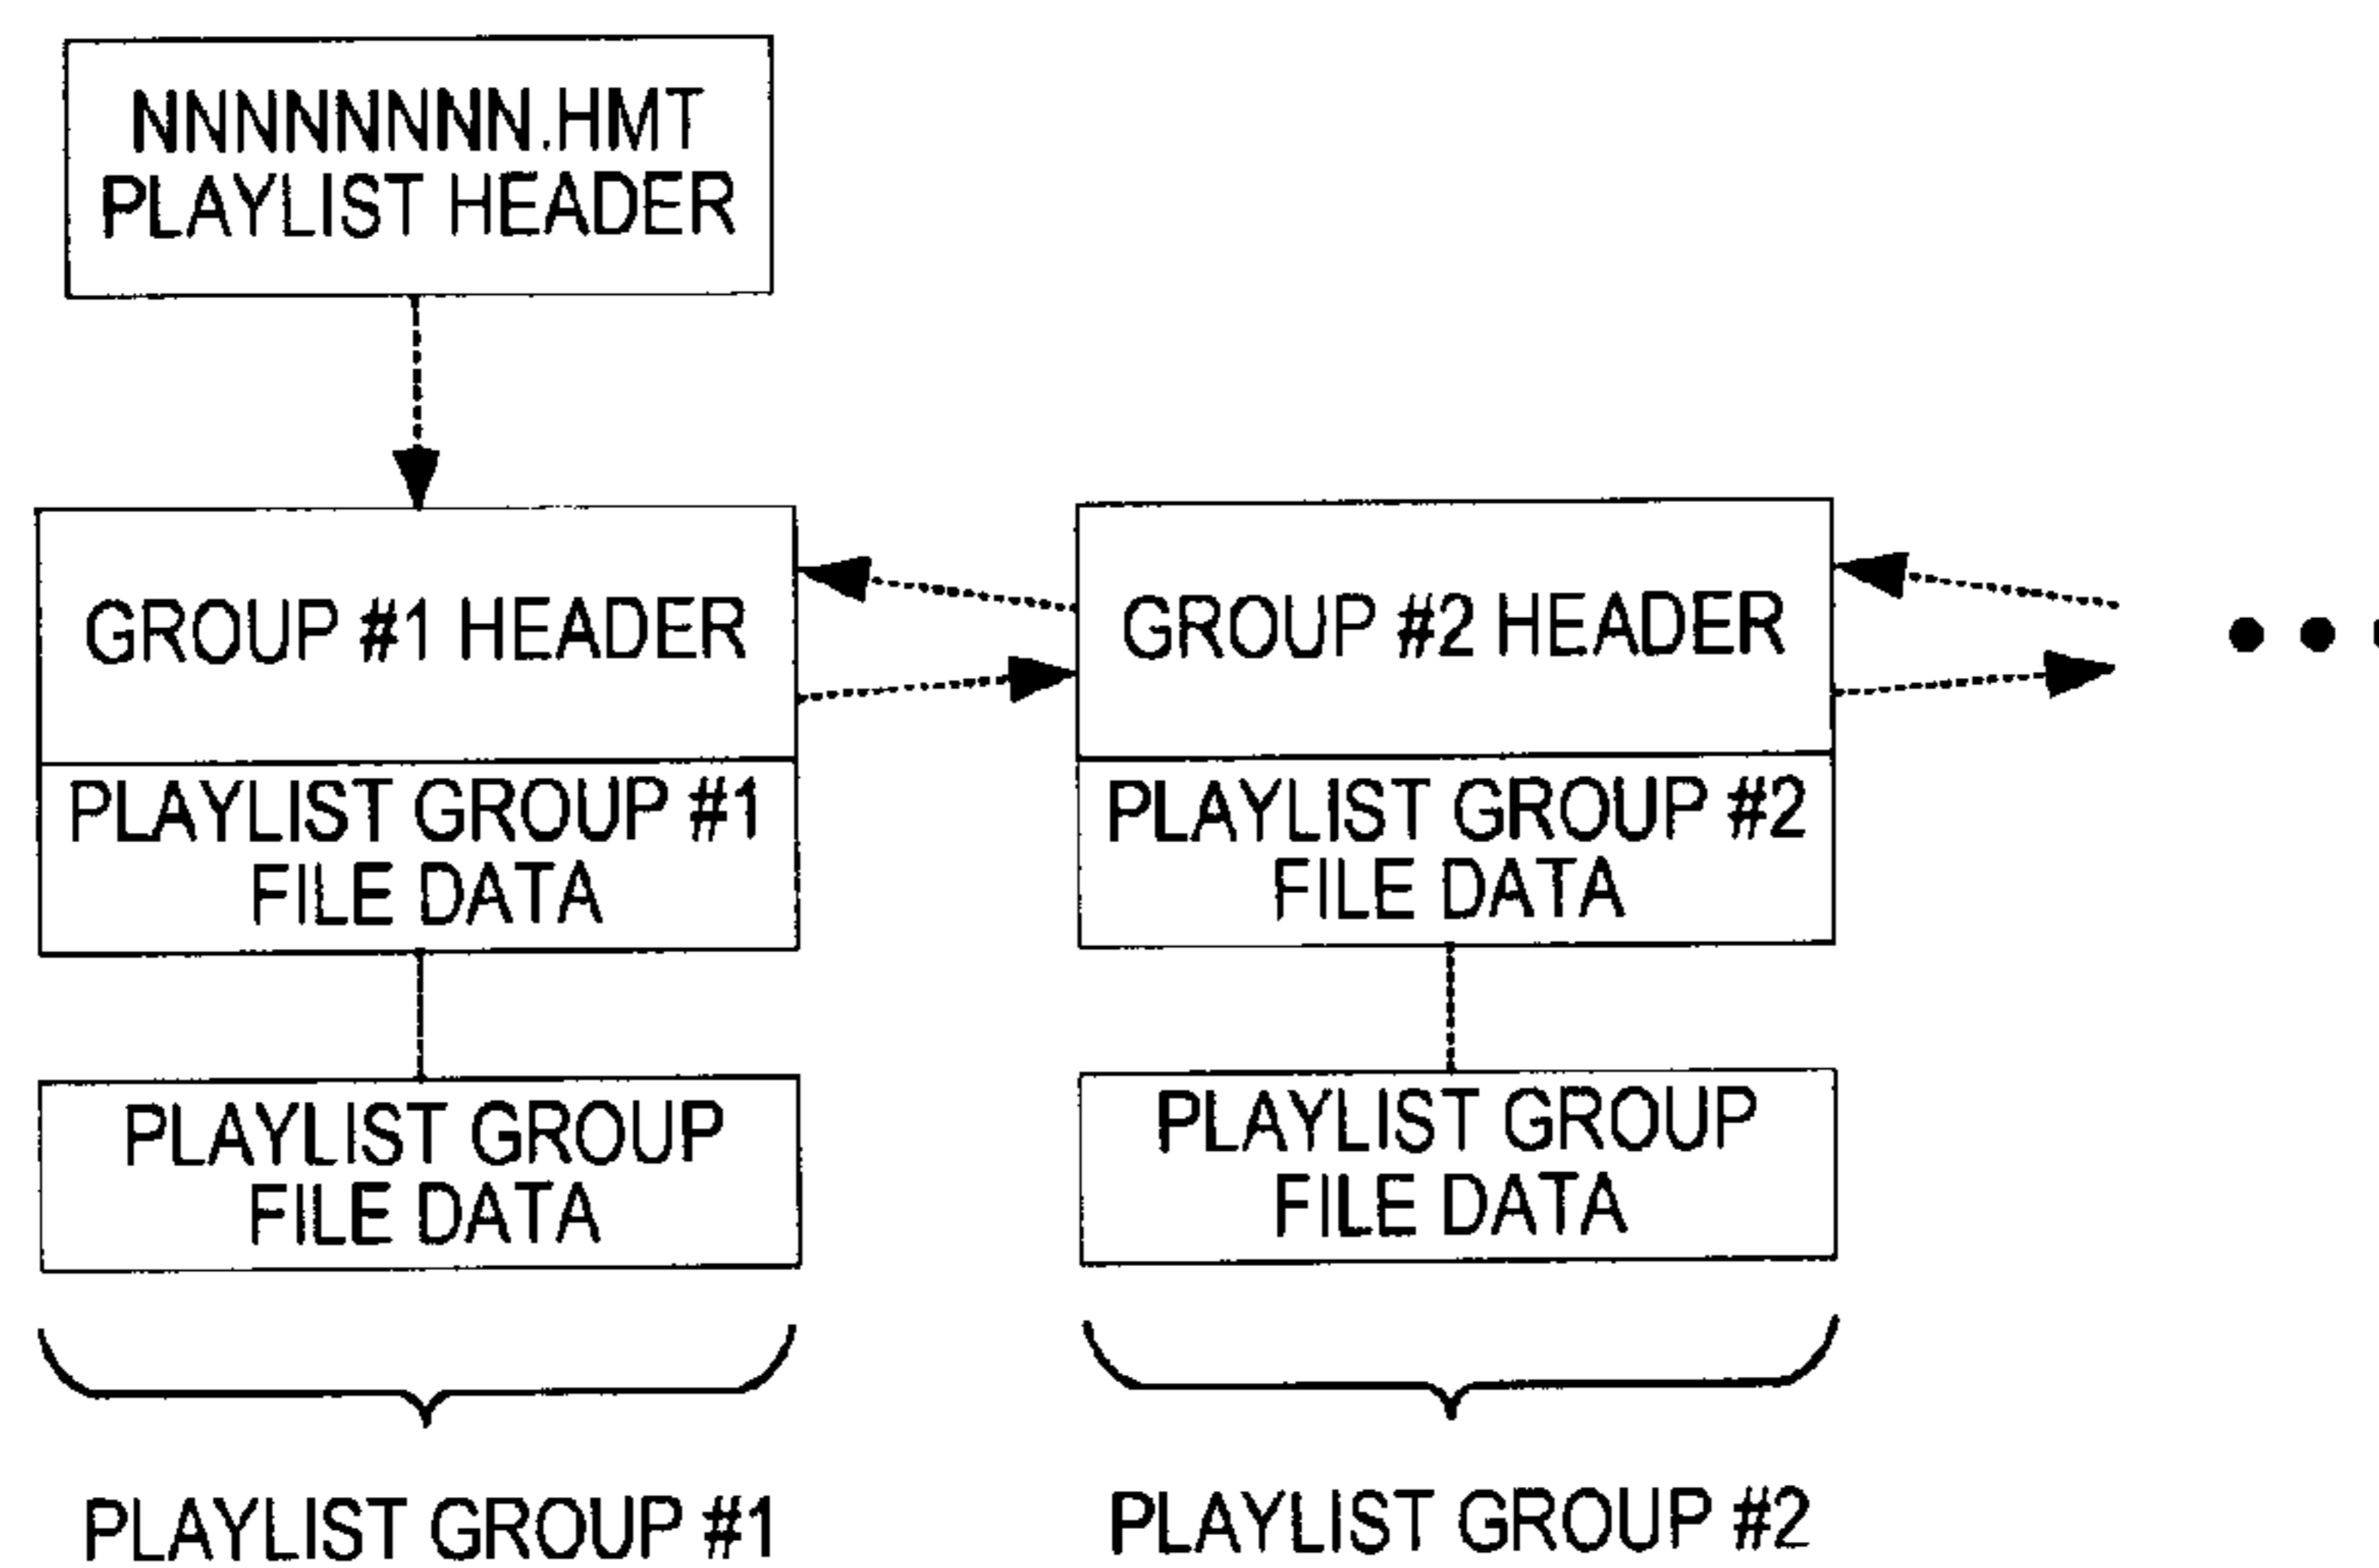 NNNNNNNN.HMT
PLAYLIST HEADER
GROUP #1 HEADER
PLAYLIST GROUP #1
FILE DATA
PLAYLIST GROUP
FILE DATA
PLAYLIST GROUP #1
GROUP #2 HEADER
PLAYLIST GROUP #2
FILE DATA
PLAYLIST GROUP
FILE DATA
PLAYLIST GROUP #2